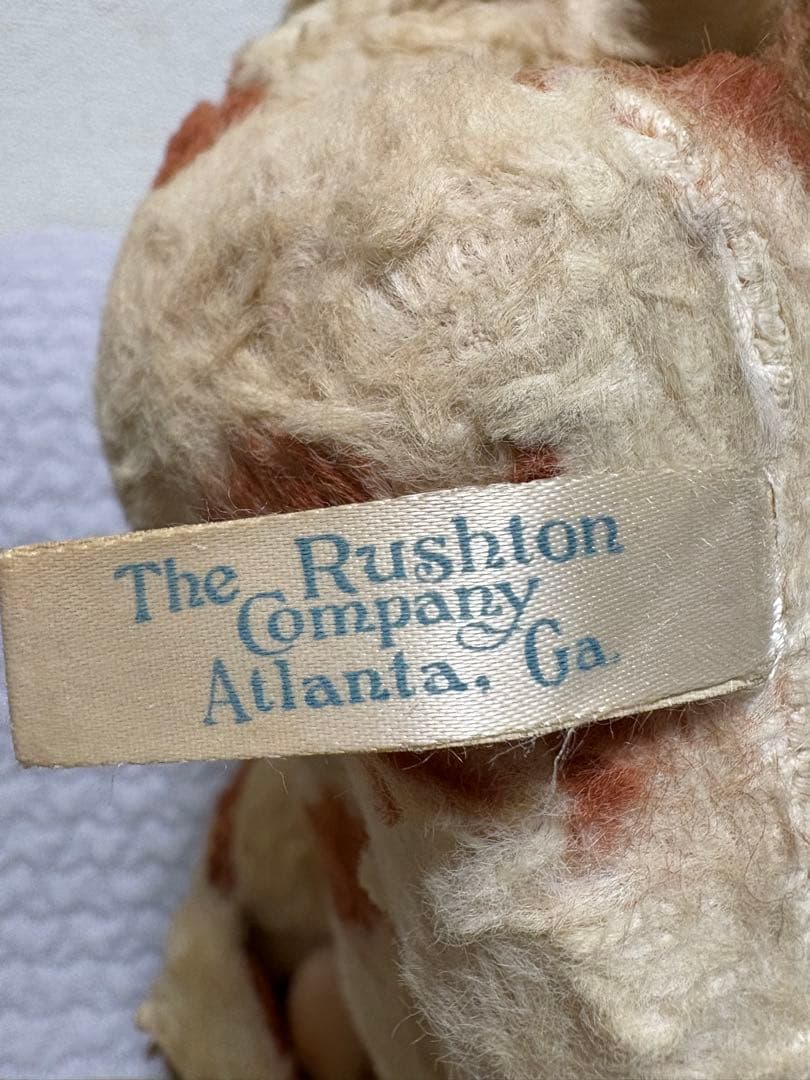 The Rushton
Company
Atlanta, Ga.